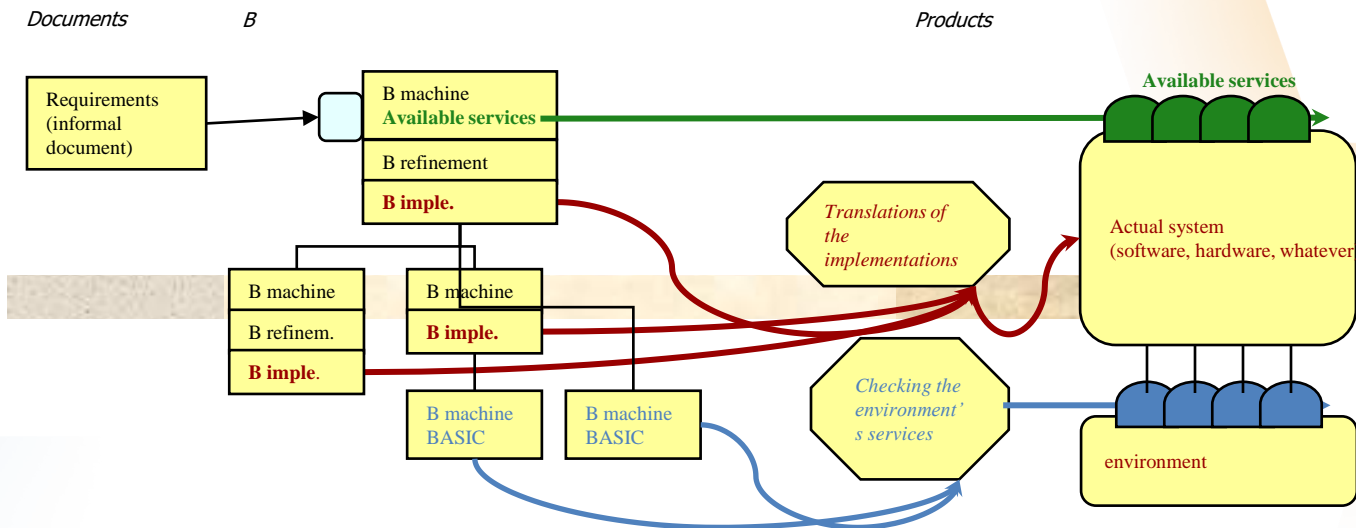 Documents
B
Products
Requirements
(informal
document)
B machine
Available services
B refinement
B imple.
Available services
Translations of
the
implementations
Actual system
(software, hardware, whatever
B machine
B refinem.
B imple.
B machine
B imple.
B machine
BASIC
B machine
BASIC
Checking the
environment’
s services
environment